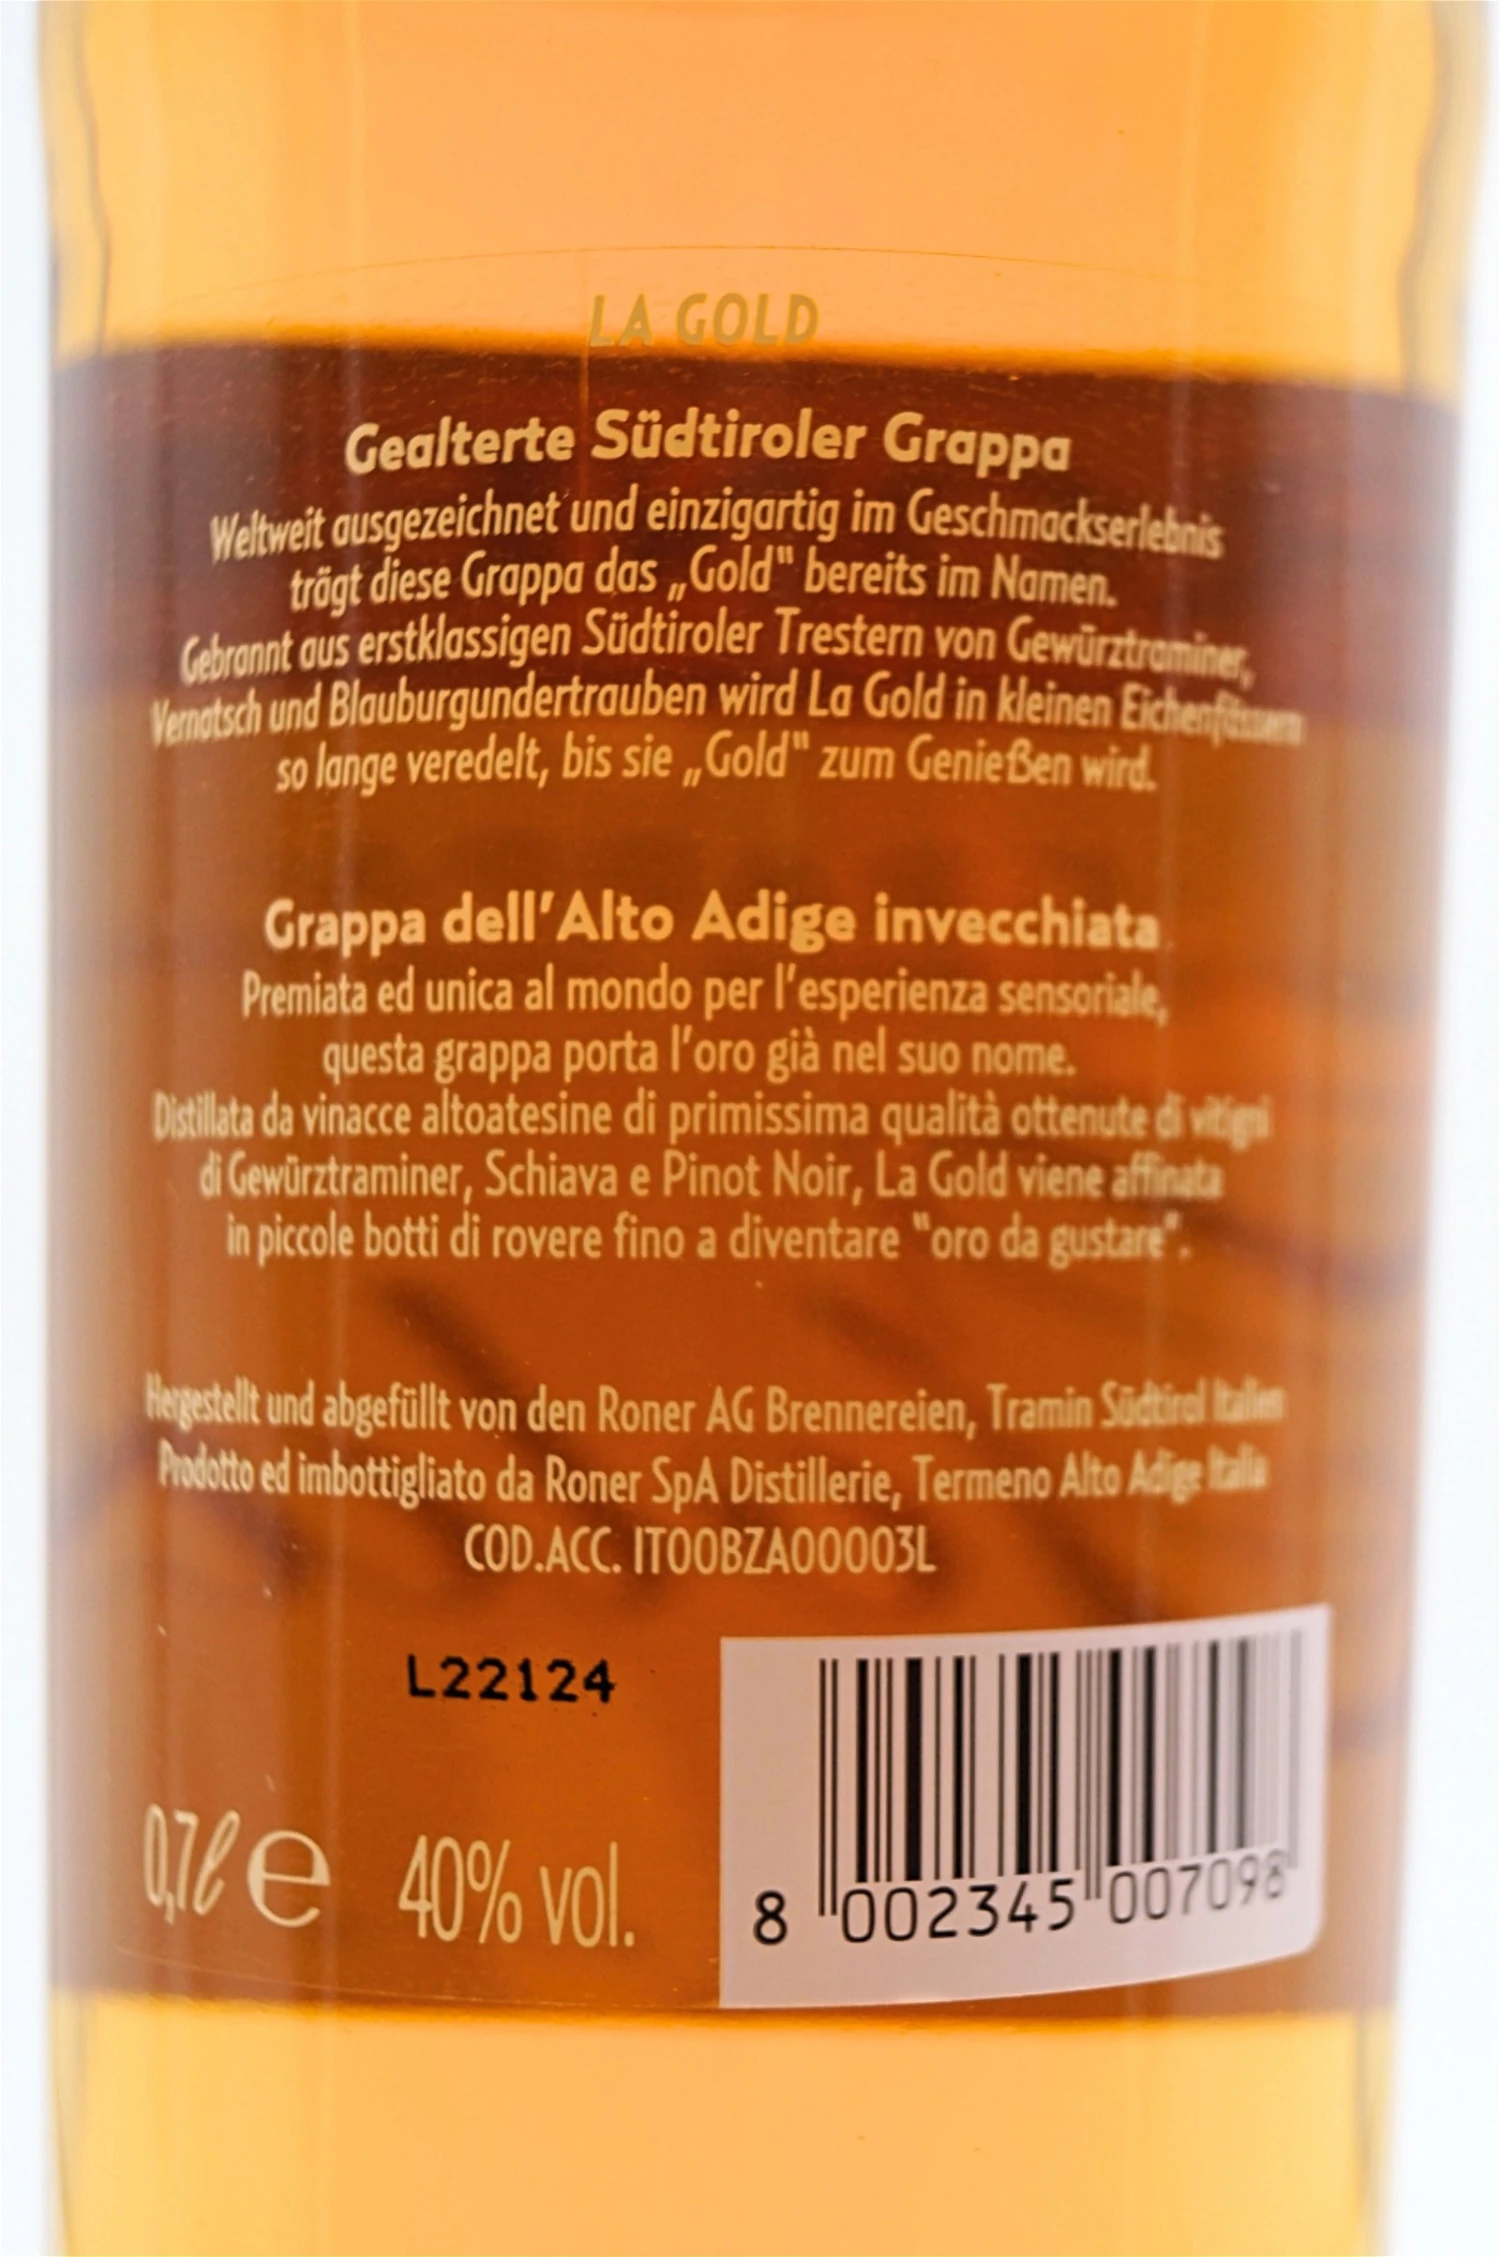 LA GOLD
Gealterte Südtiroler Grappa
Weltweit ausgezeichnet und einzigartig im Geschmackserlebnis
trägt diese Grappa das „Gold" bereits im Namen.
Gebrannt aus erstklassigen Südtiroler Trestern von Gewürztraminer,
Vernatsch und Blauburgundertrauben wird La Gold in kleinen Eichenfässern
so lange veredelt, bis sie „Gold" zum Genießen wird.
Grappa dell'Alto Adige invecchiata
Premiata ed unica al mondo per l'esperienza sensoriale,
questa grappa porta l'oro già nel suo nome.
Distillata da vinacce altoatesine di primissima qualità ottenute di vitigni
di Gewürztraminer, Schiava e Pinot Noir, La Gold viene affinata
in piccole botti di rovere fino a diventare "oro da gustare".
Hergestellt und abgefüllt von den Roner AG Brennereien, Tramin Südtirol Italien
Prodotto ed imbottigliato da Roner SpA Distillerie, Termeno Alto Adige Italia
COD.ACC. IT00BZA00003L
L22124
0,7ℓ e 40% vol.
8 002345 007098